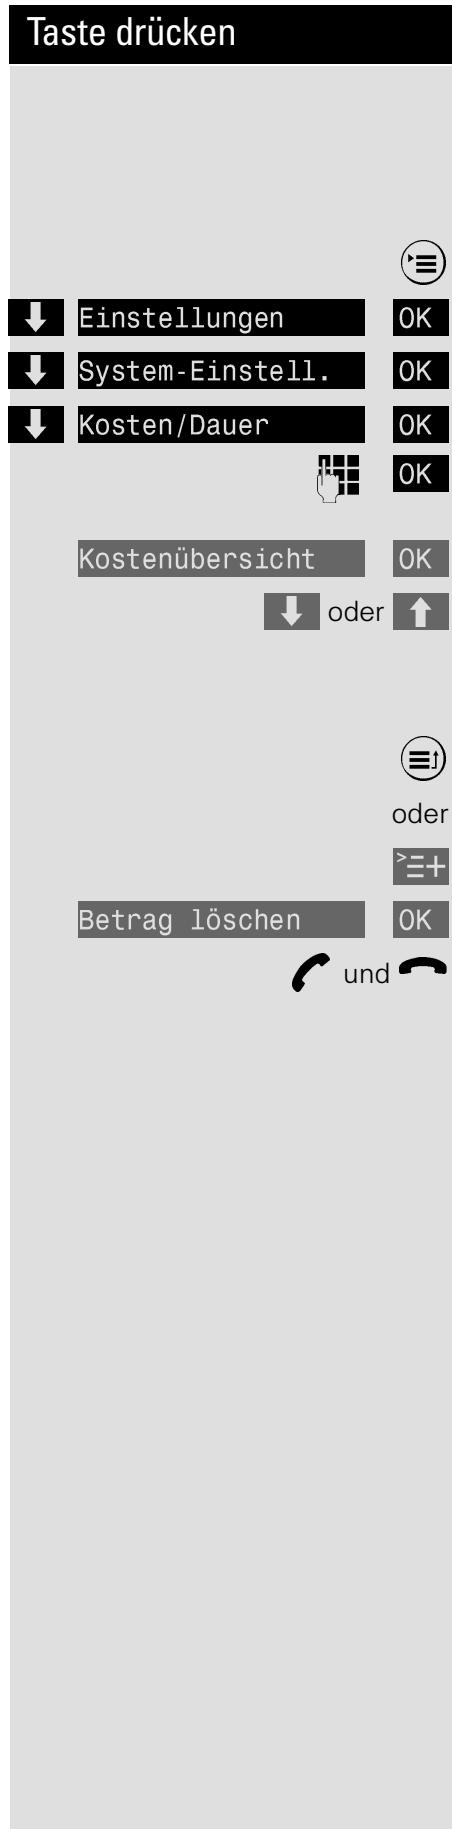 Taste drücken
Einstellungen OK
System-Einstell. OK
Kosten/Dauer OK
OK
Kostenübersicht OK
oder
oder
Betrag löschen OK
und